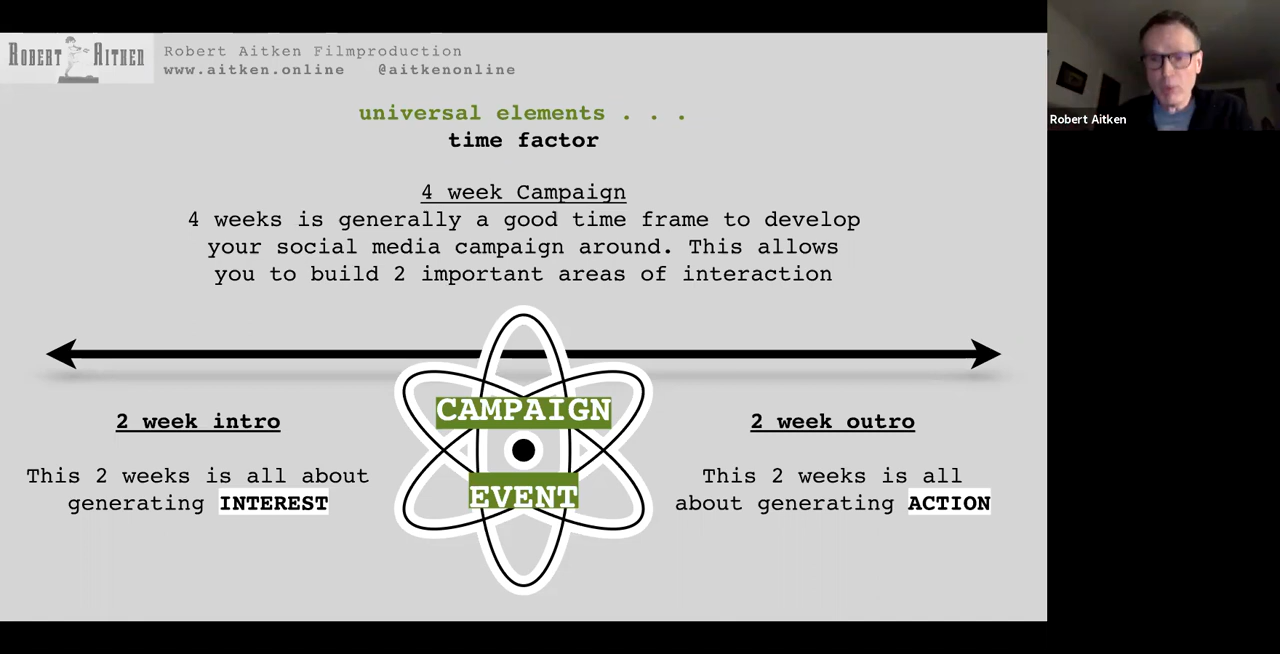 ROBERT AITKEN
Robert Aitken Filmproduction
www.aitken.online @aitkenonline
universal elements . . .
time factor
4 week Campaign
4 weeks is generally a good time frame to develop
your social media campaign around. This allows
you to build 2 important areas of interaction
CAMPAIGN
EVENT
2 week intro
This 2 weeks is all about
generating INTEREST
2 week outro
This 2 weeks is all
about generating ACTION
Robert Aitken